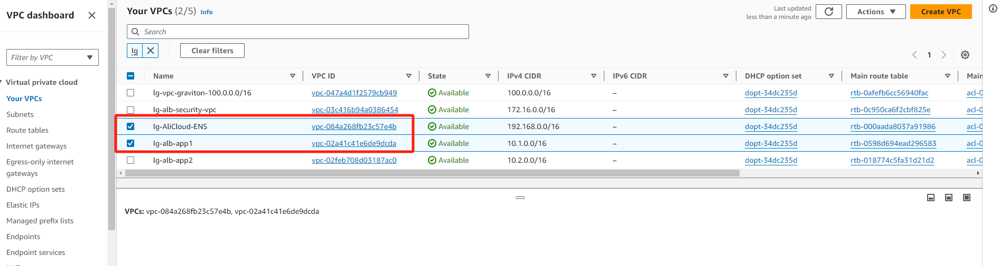 VPC dashboard
Filter by VPC
Virtual private cloud
Your VPCs
Subnets
Route tables
Internet gateways
Egress-only internet
gateways
DHCP option sets
Elastic IPs
Managed prefix lists
Endpoints
Endpoint services
Your VPCs (2/5) Info
Last updated
less than a minute ago
Actions
Create VPC
Search
lg
Clear filters
1
Name VPC ID State IPv4 CIDR IPv6 CIDR DHCP option set Main route table Main
lg-vpc-graviton-100.0.0.0/16 vpc-047a4d1f2579cb949 Available 100.0.0.0/16 – dopt-34dc235d rtb-0afefb6cc56940fac acl-0
lg-alb-security-vpc vpc-03c416b94a0386454 Available 172.16.0.0/16 – dopt-34dc235d rtb-0c950ca6f2cbf825e acl-0
lg-AliCloud-ENS vpc-084a268fb23c57e4b Available 192.168.0.0/16 – dopt-34dc235d rtb-000aada8037a91986 acl-0
lg-alb-app1 vpc-02a41c41e6de9dcda Available 10.1.0.0/16 – dopt-34dc235d rtb-0598d694ead296583 acl-0
lg-alb-app2 vpc-02feb708d03187ac0 Available 10.2.0.0/16 – dopt-34dc235d rtb-018774c5fa31d21d2 acl-0
VPCs: vpc-084a268fb23c57e4b, vpc-02a41c41e6de9dcda